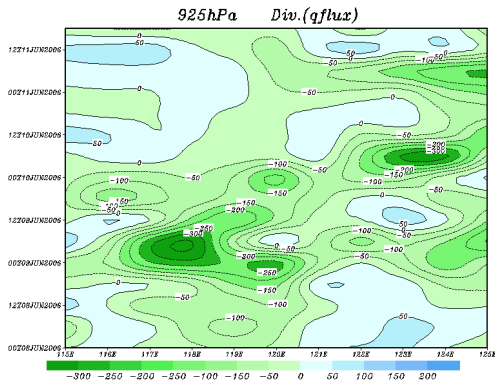 925hPa Div.(qflux)
12Z11JUN2006
00Z11JUN2006
12Z10JUN2006
00Z10JUN2006
12Z09JUN2006
00Z09JUN2006
12Z08JUN2006
00Z08JUN2006
115E 116E 117E 118E 119E 120E 121E 122E 123E 124E 125E
-300 -250 -200 -150 -100 -50 0 50 100 150 200